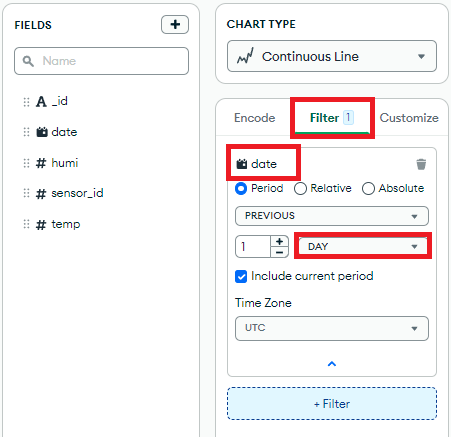 FIELDS
+
Name
A _id
date
# humi
# sensor_id
# temp
CHART TYPE
Continuous Line
Encode
Filter 1
Customize
date
Period
Relative
Absolute
PREVIOUS
1
+
−
DAY
Include current period
Time Zone
UTC
+ Filter